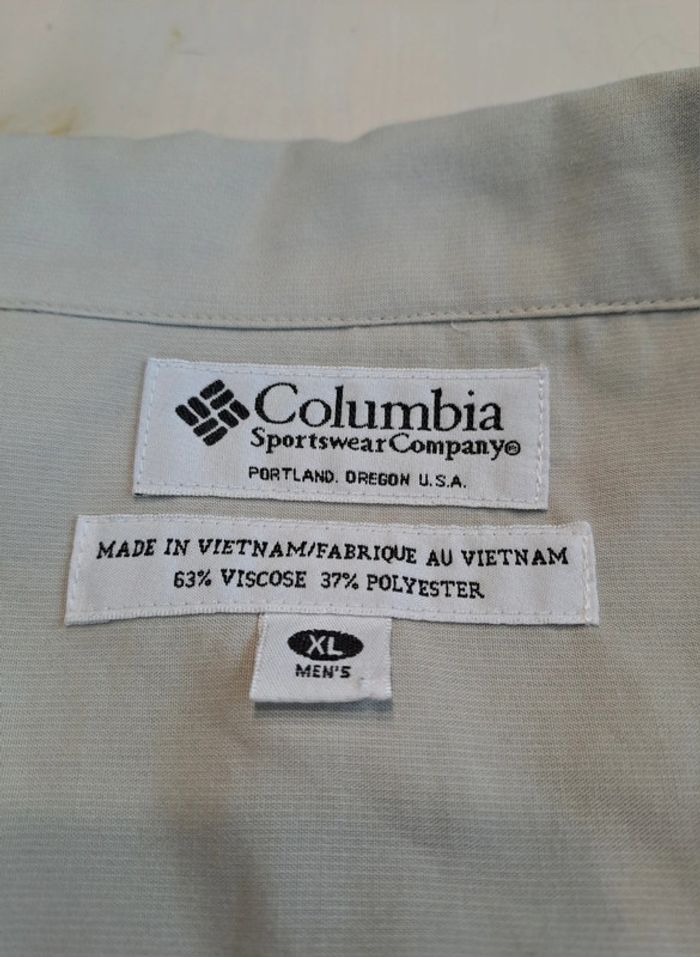 Columbia
Sportswear Company®
PORTLAND. OREGON U.S.A.
MADE IN VIETNAM/FABRIQUE AU VIETNAM
63% VISCOSE 37% POLYESTER
XL
MEN'S